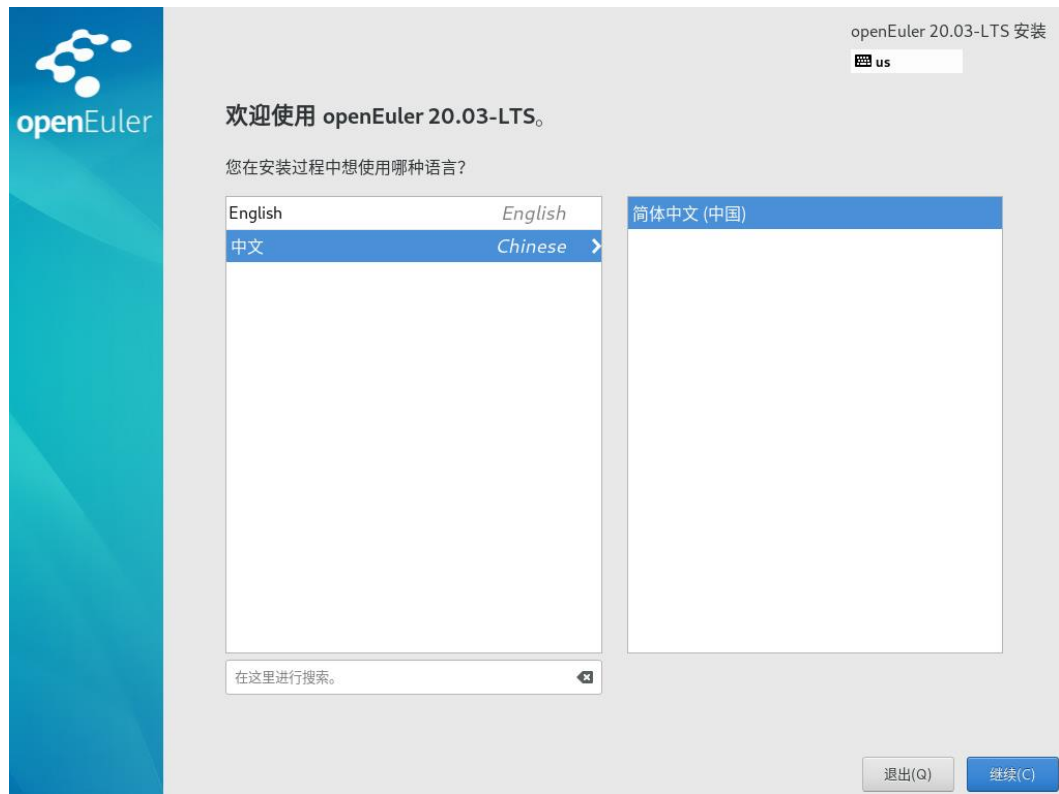 openEuler
openEuler 20.03-LTS 安装
us
欢迎使用 openEuler 20.03-LTS。
您在安装过程中想使用哪种语言?
English English
中文 Chinese
简体中文 (中国)
在这里进行搜索。
退出(Q)
继续(C)